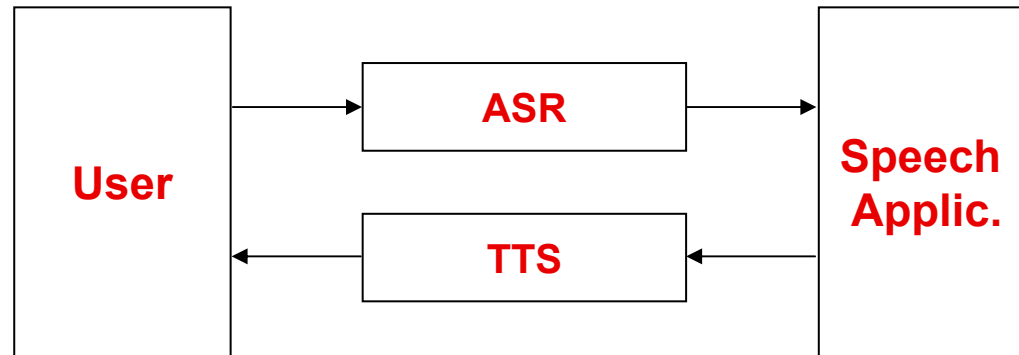 User
ASR
TTS
Speech
Applic.